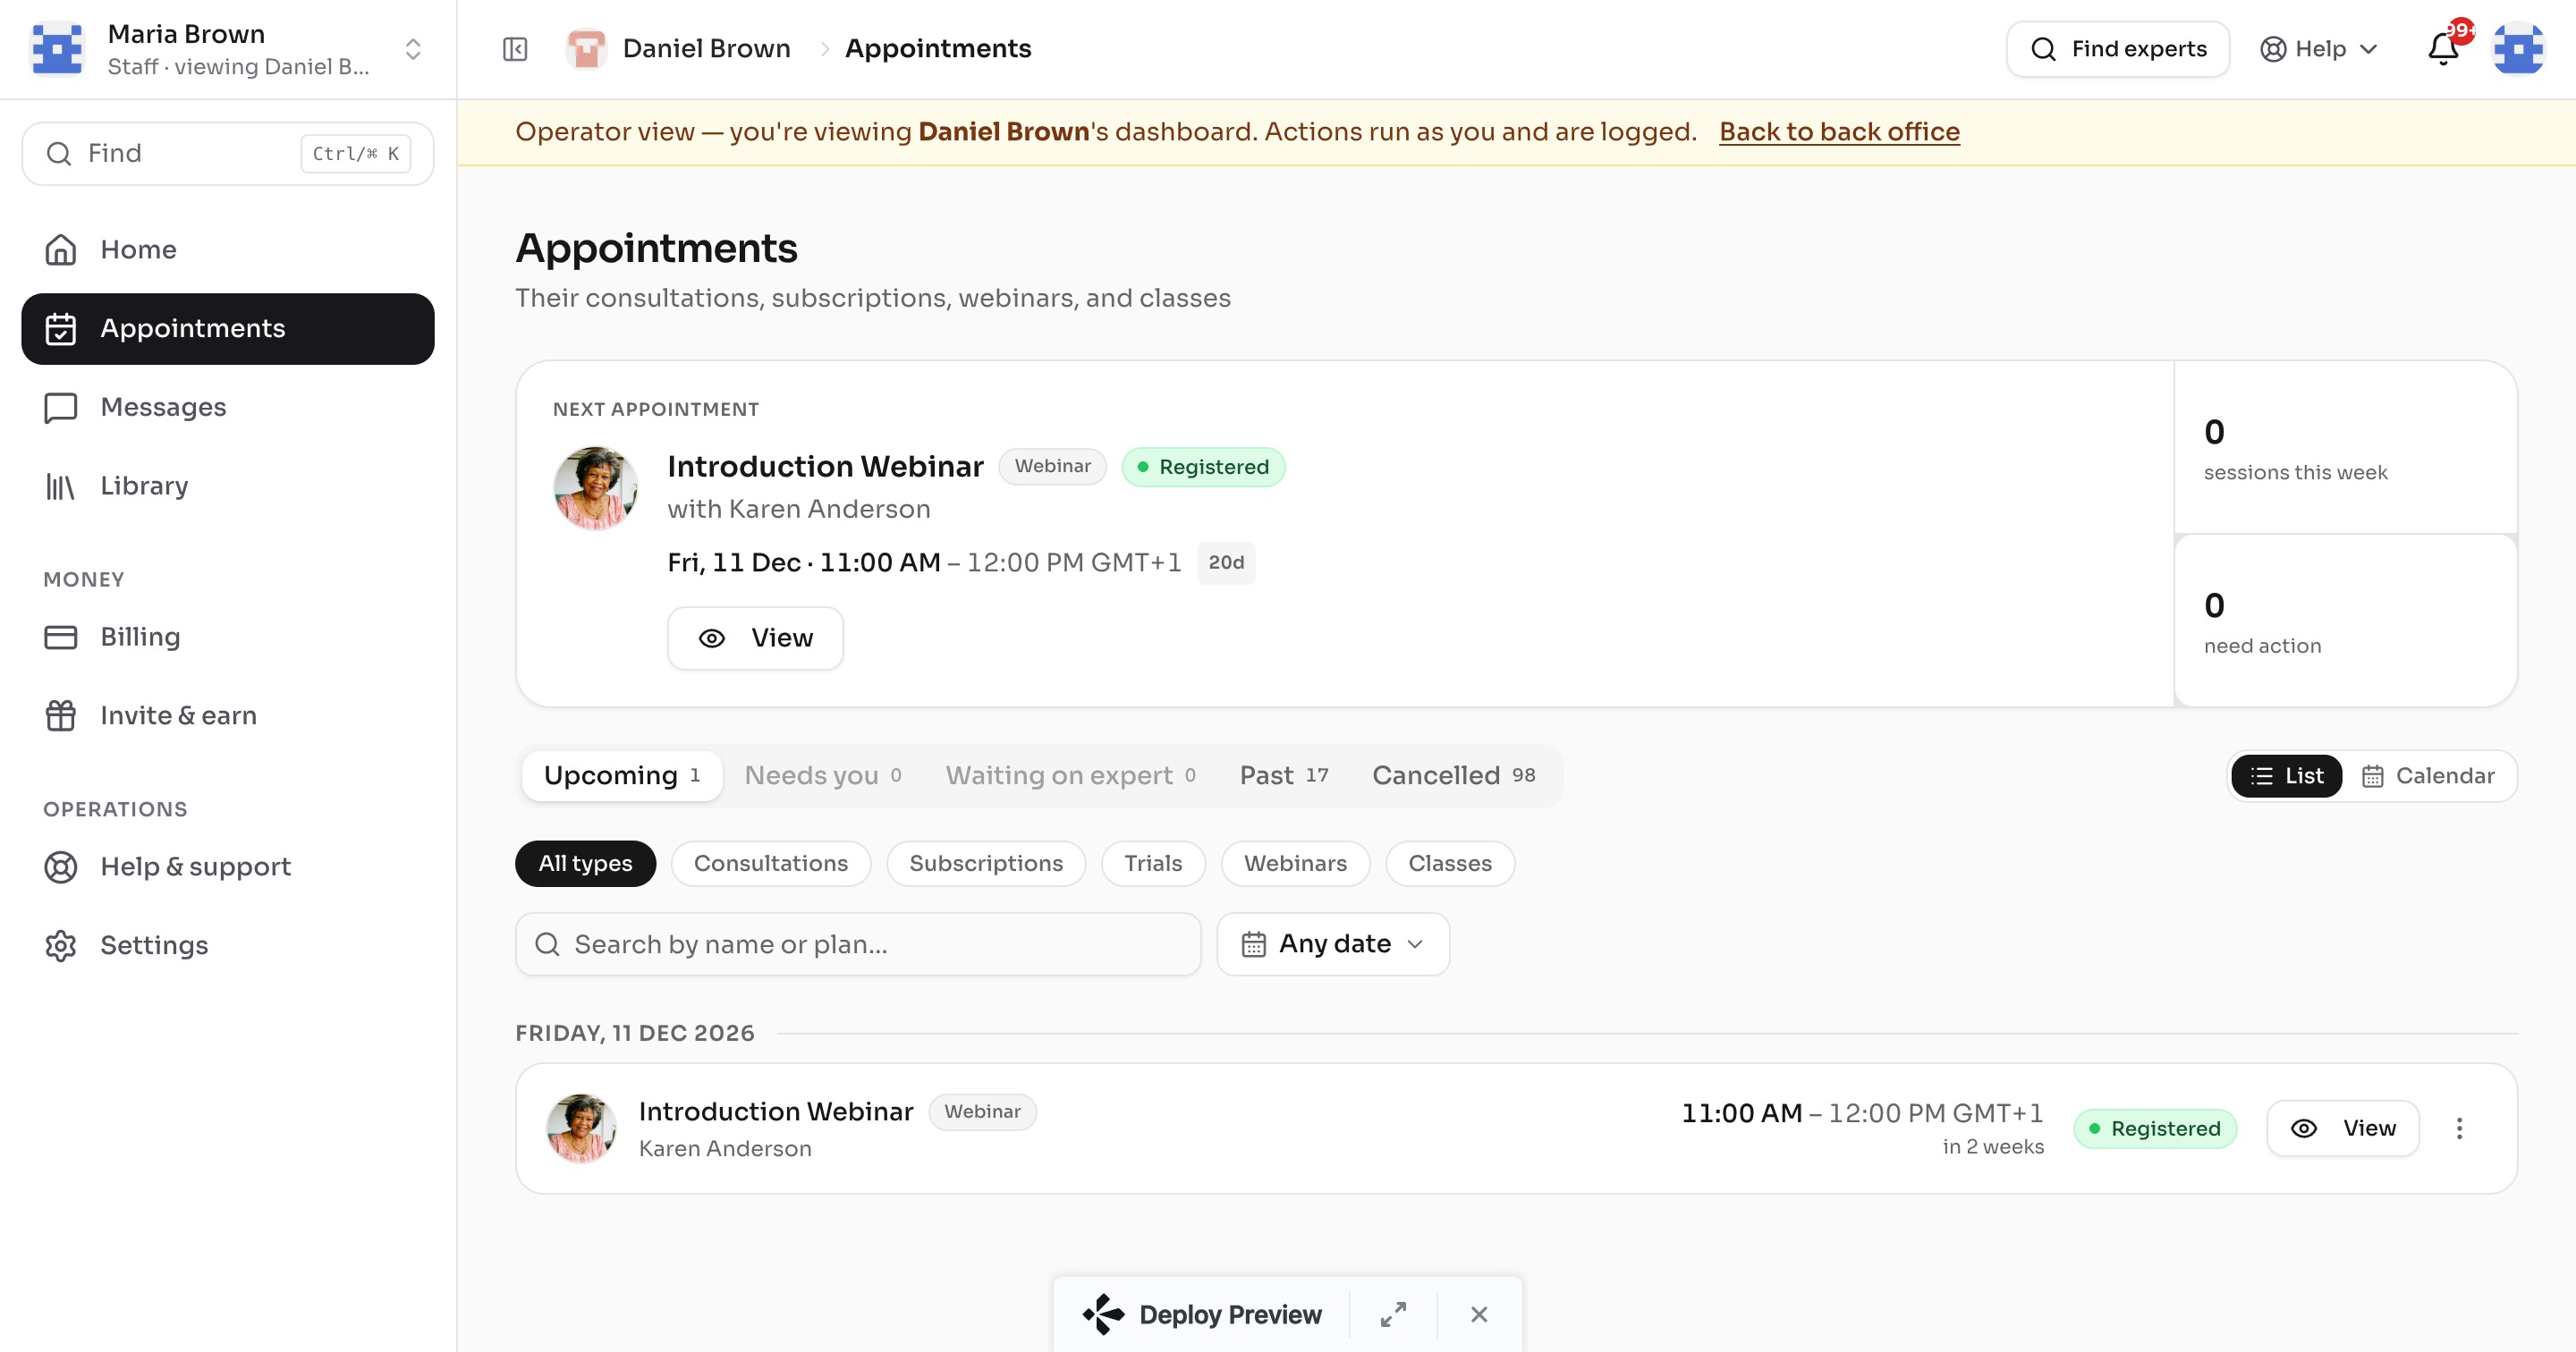 Maria Brown
Staff · viewing Daniel B...
Daniel Brown
Appointments
Find experts
Help
99+
Find
Ctrl/⌘ K
Operator view — you're viewing Daniel Brown's dashboard. Actions run as you and are logged. Back to back office
Home
Appointments
Messages
Library
MONEY
Billing
Invite & earn
OPERATIONS
Help & support
Settings
Appointments
Their consultations, subscriptions, webinars, and classes
NEXT APPOINTMENT
Introduction Webinar Webinar Registered
with Karen Anderson
Fri, 11 Dec · 11:00 AM – 12:00 PM GMT+1 20d
View
0
sessions this week
0
need action
Upcoming 1 Needs you 0 Waiting on expert 0 Past 17 Cancelled 98
List Calendar
All types Consultations Subscriptions Trials Webinars Classes
Search by name or plan...
Any date
FRIDAY, 11 DEC 2026
Introduction Webinar Webinar
Karen Anderson
11:00 AM – 12:00 PM GMT+1
in 2 weeks
Registered
View
Deploy Preview